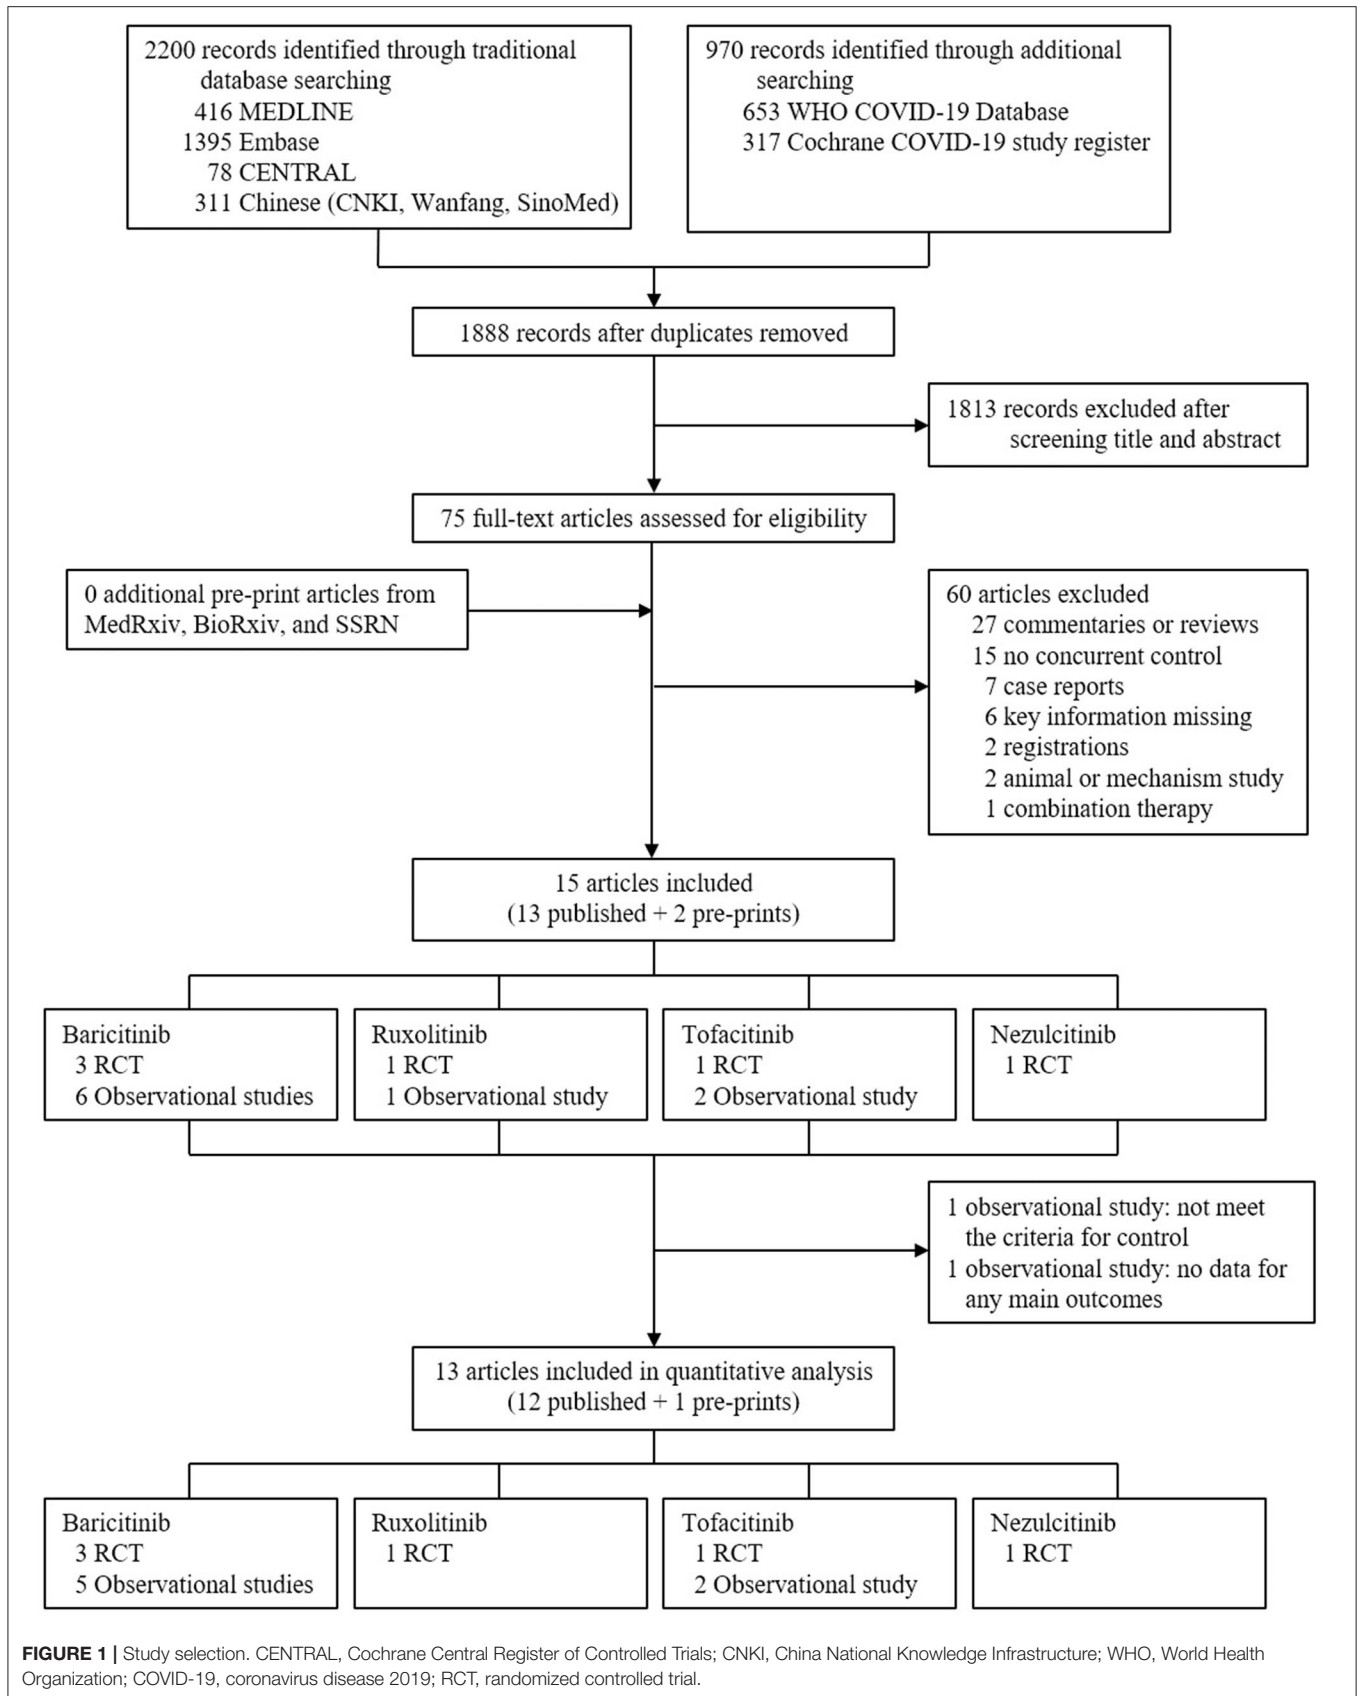 2200 records identified through traditional
database searching
416 MEDLINE
1395 Embase
78 CENTRAL
311 Chinese (CNKI, Wanfang, SinoMed)
970 records identified through additional
searching
653 WHO COVID-19 Database
317 Cochrane COVID-19 study register
1888 records after duplicates removed
1813 records excluded after
screening title and abstract
75 full-text articles assessed for eligibility
0 additional pre-print articles from
MedRxiv, BioRxiv, and SSRN
60 articles excluded
27 commentaries or reviews
15 no concurrent control
7 case reports
6 key information missing
2 registrations
2 animal or mechanism study
1 combination therapy
15 articles included
(13 published + 2 pre-prints)
Baricitinib
3 RCT
6 Observational studies
Ruxolitinib
1 RCT
1 Observational study
Tofacitinib
1 RCT
2 Observational study
Nezulcitinib
1 RCT
1 observational study: not meet
the criteria for control
1 observational study: no data for
any main outcomes
13 articles included in quantitative analysis
(12 published + 1 pre-prints)
Baricitinib
3 RCT
5 Observational studies
Ruxolitinib
1 RCT
Tofacitinib
1 RCT
2 Observational study
Nezulcitinib
1 RCT
FIGURE 1 | Study selection. CENTRAL, Cochrane Central Register of Controlled Trials; CNKI, China National Knowledge Infrastructure; WHO, World Health
Organization; COVID-19, coronavirus disease 2019; RCT, randomized controlled trial.